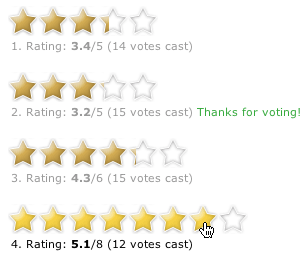 1. Rating: 3.4/5 (14 votes cast)
2. Rating: 3.2/5 (15 votes cast) Thanks for voting!
3. Rating: 4.3/6 (15 votes cast)
4. Rating: 5.1/8 (12 votes cast)